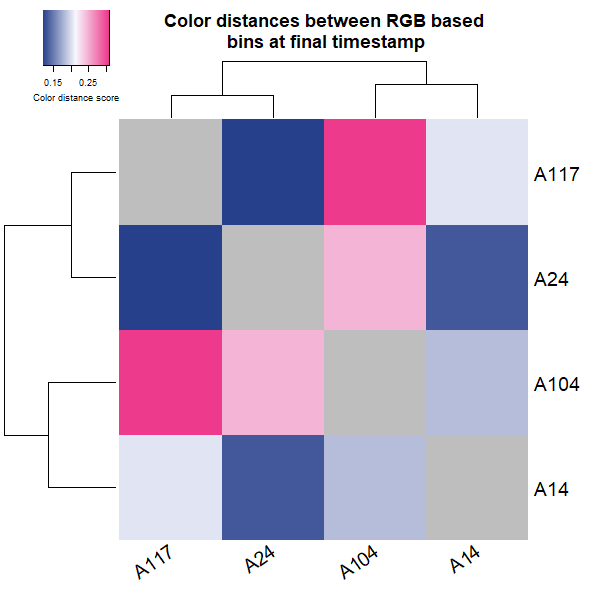 Color distances between RGB based
bins at final timestamp
0.15 0.25
Color distance score
A117
A24
A104
A14
A117 A24 A104 A14